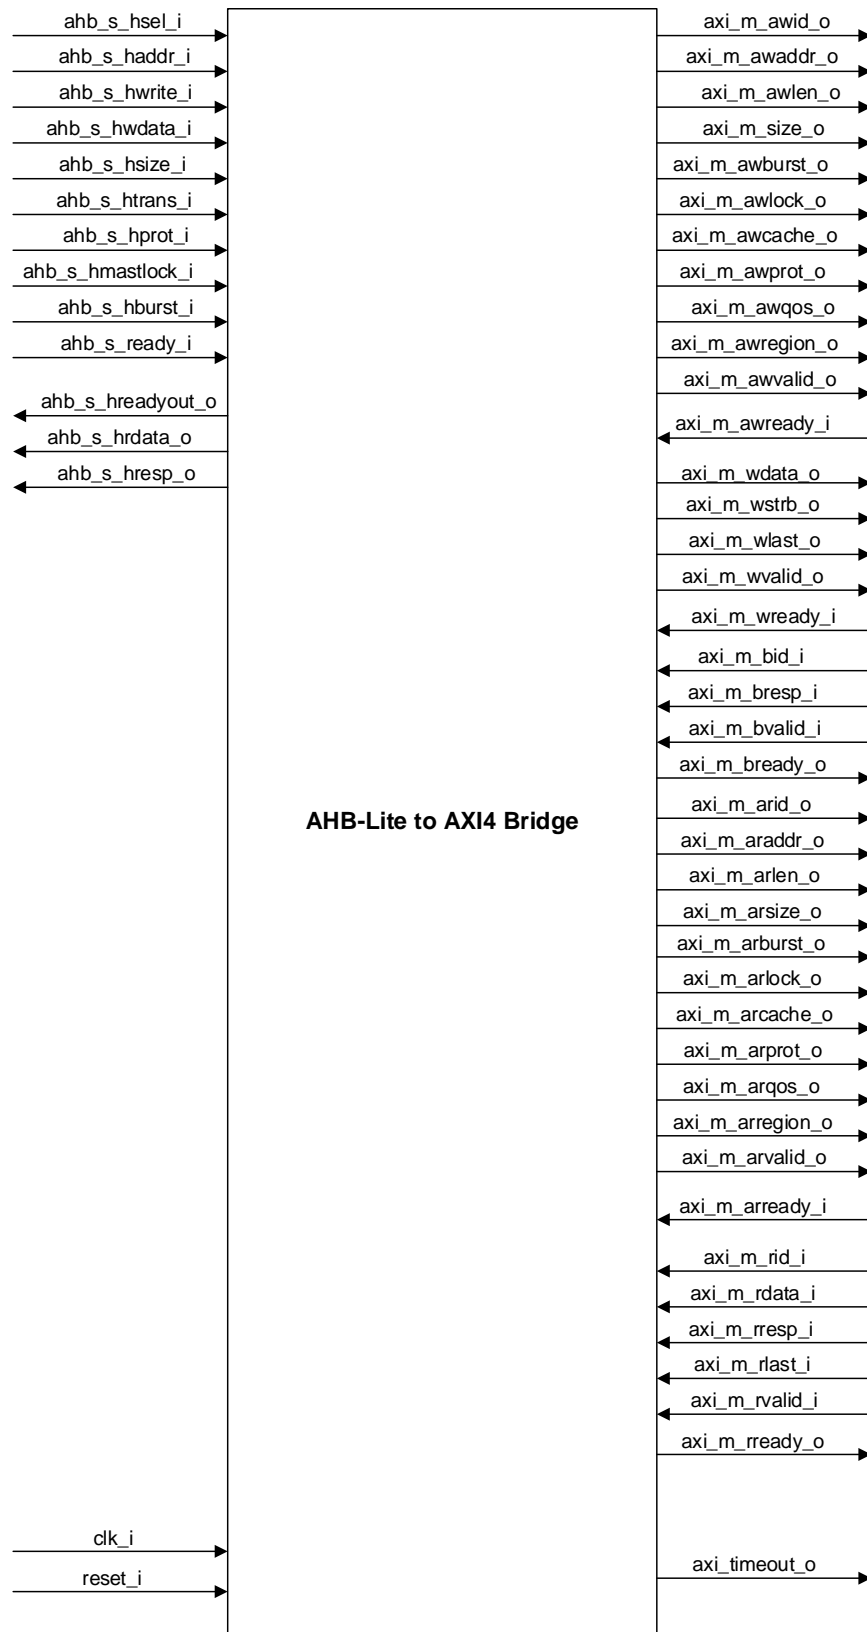 ahb_s_hsel_i
ahb_s_haddr_i
ahb_s_hwrite_i
ahb_s_hwdata_i
ahb_s_hsize_i
ahb_s_htrans_i
ahb_s_hprot_i
ahb_s_hmastlock_i
ahb_s_hburst_i
ahb_s_ready_i
ahb_s_hreadyout_o
ahb_s_hrdata_o
ahb_s_hresp_o
clk_i
reset_i
AHB-Lite to AXI4 Bridge
axi_m_awid_o
axi_m_awaddr_o
axi_m_awlen_o
axi_m_size_o
axi_m_awburst_o
axi_m_awlock_o
axi_m_awcache_o
axi_m_awprot_o
axi_m_awqos_o
axi_m_awregion_o
axi_m_awvalid_o
axi_m_awready_i
axi_m_wdata_o
axi_m_wstrb_o
axi_m_wlast_o
axi_m_wvalid_o
axi_m_wready_i
axi_m_bid_i
axi_m_bresp_i
axi_m_bvalid_i
axi_m_bready_o
axi_m_arid_o
axi_m_araddr_o
axi_m_arlen_o
axi_m_arsize_o
axi_m_arburst_o
axi_m_arlock_o
axi_m_arcache_o
axi_m_arprot_o
axi_m_arqos_o
axi_m_arregion_o
axi_m_arvalid_o
axi_m_arready_i
axi_m_rid_i
axi_m_rdata_i
axi_m_rresp_i
axi_m_rlast_i
axi_m_rvalid_i
axi_m_rready_o
axi_timeout_o